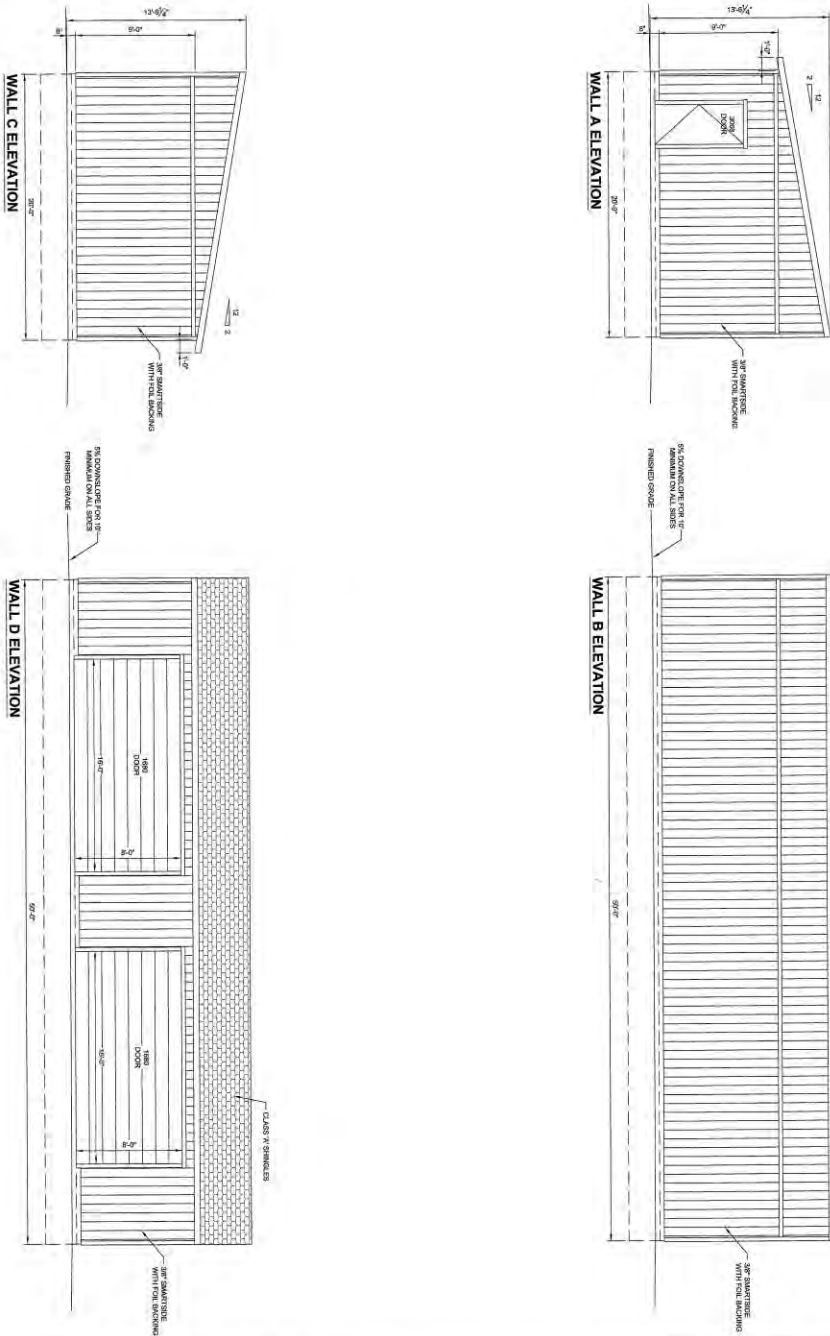 13'-6¼"
9'-0"
6"
1'-0"
12
2
3068
DOOR
20'-0"
3/8" SMARTSIDE
WITH FOIL BACKING
WALL A ELEVATION
5% DOWNSLOPE FOR 10'
MINIMUM ON ALL SIDES
FINISHED GRADE
50'-0"
3/8" SMARTSIDE
WITH FOIL BACKING
WALL B ELEVATION
13'-6¼"
9'-0"
6"
12
2
1'-0"
20'-0"
3/8" SMARTSIDE
WITH FOIL BACKING
WALL C ELEVATION
5% DOWNSLOPE FOR 10'
MINIMUM ON ALL SIDES
FINISHED GRADE
CLASS 'A' SHINGLES
1680
DOOR
16'-0"
8'-0"
1680
DOOR
16'-0"
8'-0"
50'-0"
3/8" SMARTSIDE
WITH FOIL BACKING
WALL D ELEVATION